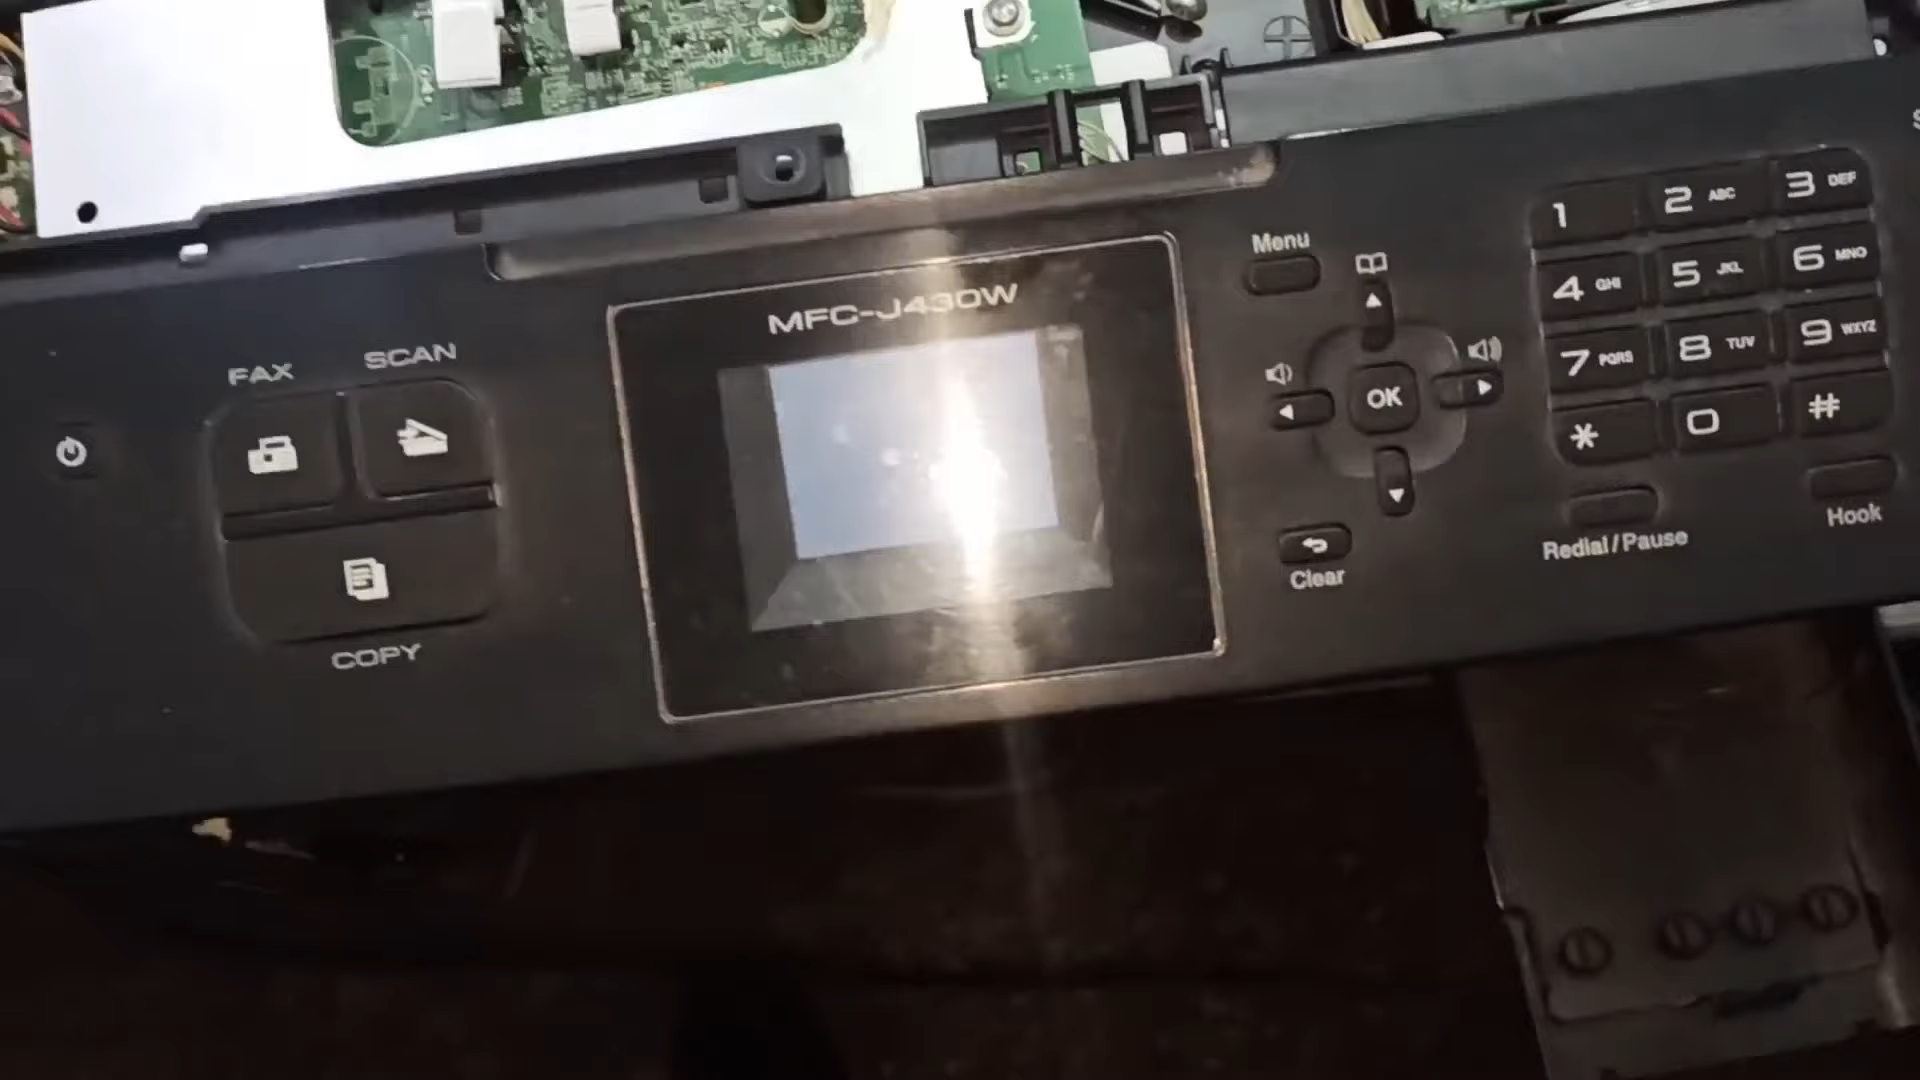 MFC-J430W
FAX
SCAN
COPY
Menu
OK
Clear
1
2 ABC
3 DEF
4 GHI
5 JKL
6 MNO
7 PQRS
8 TUV
9 WXYZ
*
0
#
Redial/Pause
Hook